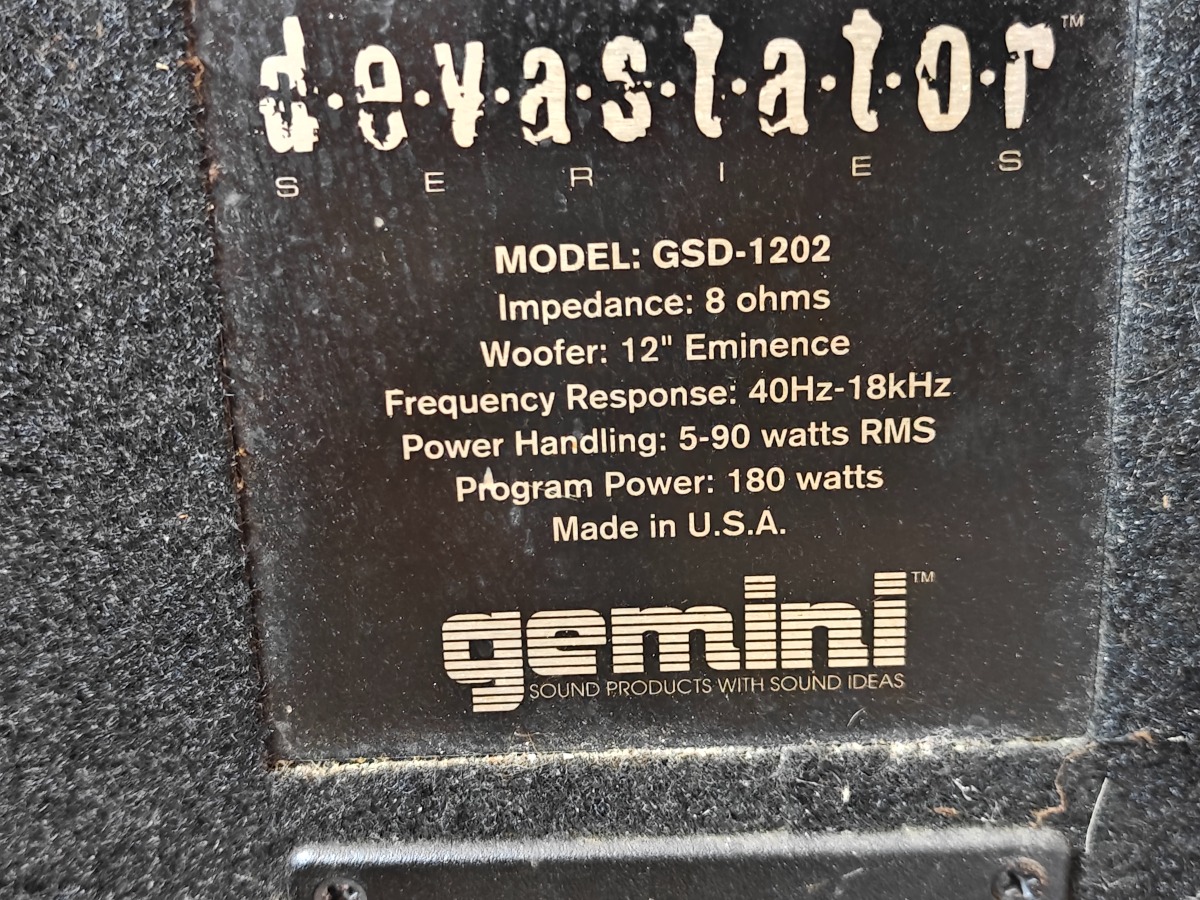 d·e·v·a·s·t·a·t·o·r™
SERIES
MODEL: GSD-1202
Impedance: 8 ohms
Woofer: 12" Eminence
Frequency Response: 40Hz-18kHz
Power Handling: 5-90 watts RMS
Program Power: 180 watts
Made in U.S.A.
gemini™
SOUND PRODUCTS WITH SOUND IDEAS